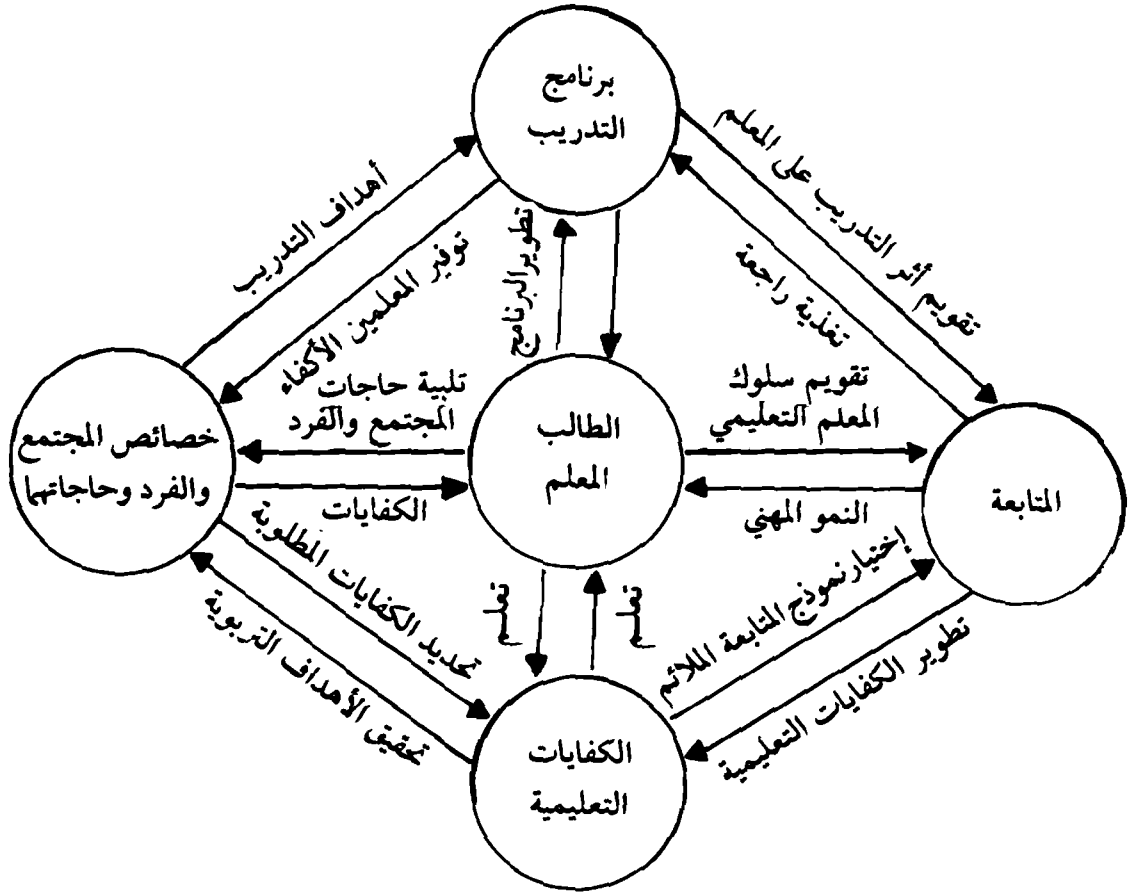 برنامج
التدريب
أهداف التدريب
توفير المعلمين الأكفاء
تطوير البرنامج
تقويم أثر التدريب على المعلم
تغذية راجعة
خصائص المجتمع
والفرد وحاجاتهما
تلبية حاجات
المجتمع والفرد
الكفايات
الطالب
المعلم
تقويم سلوك
المعلم التعليمي
النمو المهني
المتابعة
تحديد الكفايات المطلوبة
تحقيق الأهداف التربوية
تعلم
تعلم
إختيار نموذج المتابعة الملائم
تطوير الكفايات التعليمية
الكفايات
التعليمية